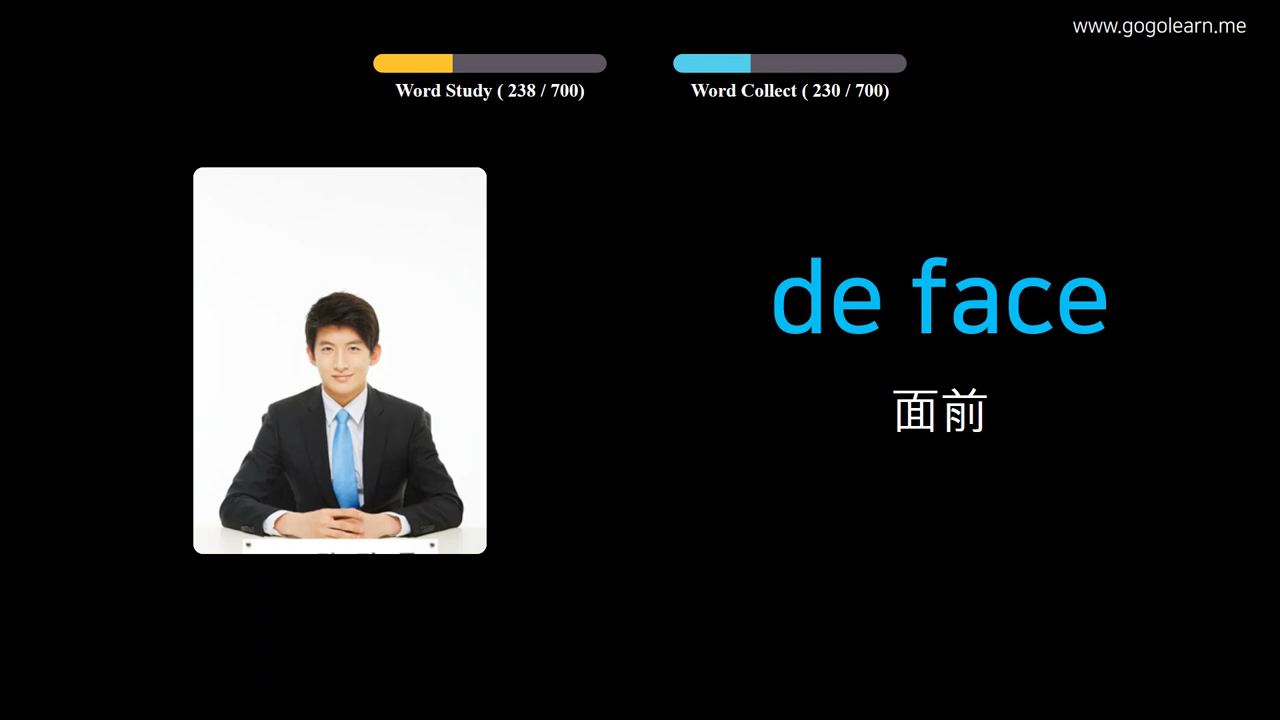 www.gogolearn.me
Word Study ( 238 / 700)
Word Collect ( 230 / 700)
de face
面前